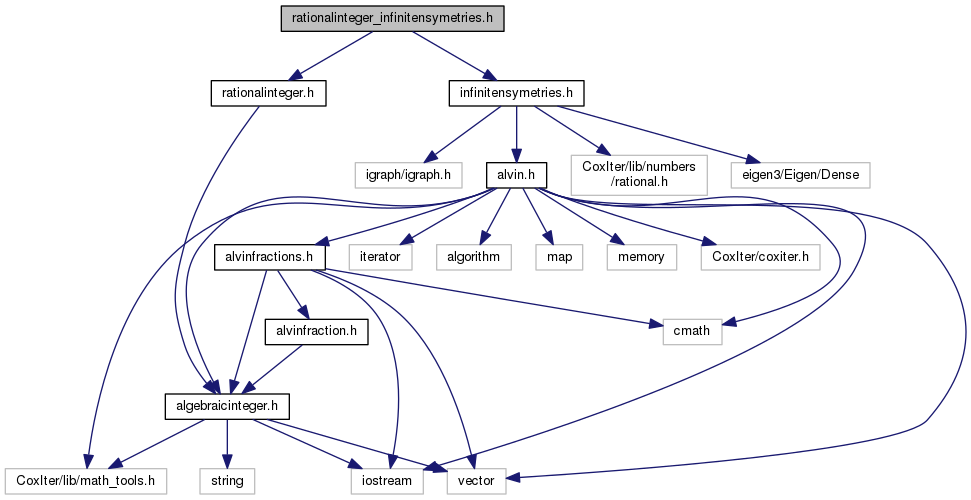 rationalinteger_infinitensymetries.h
rationalinteger.h
infinitensymetries.h
igraph/igraph.h
alvin.h
CoxIter/lib/numbers
/rational.h
eigen3/Eigen/Dense
alvinfractions.h
iterator
algorithm
map
memory
CoxIter/coxiter.h
alvinfraction.h
cmath
algebraicinteger.h
CoxIter/lib/math_tools.h
string
iostream
vector